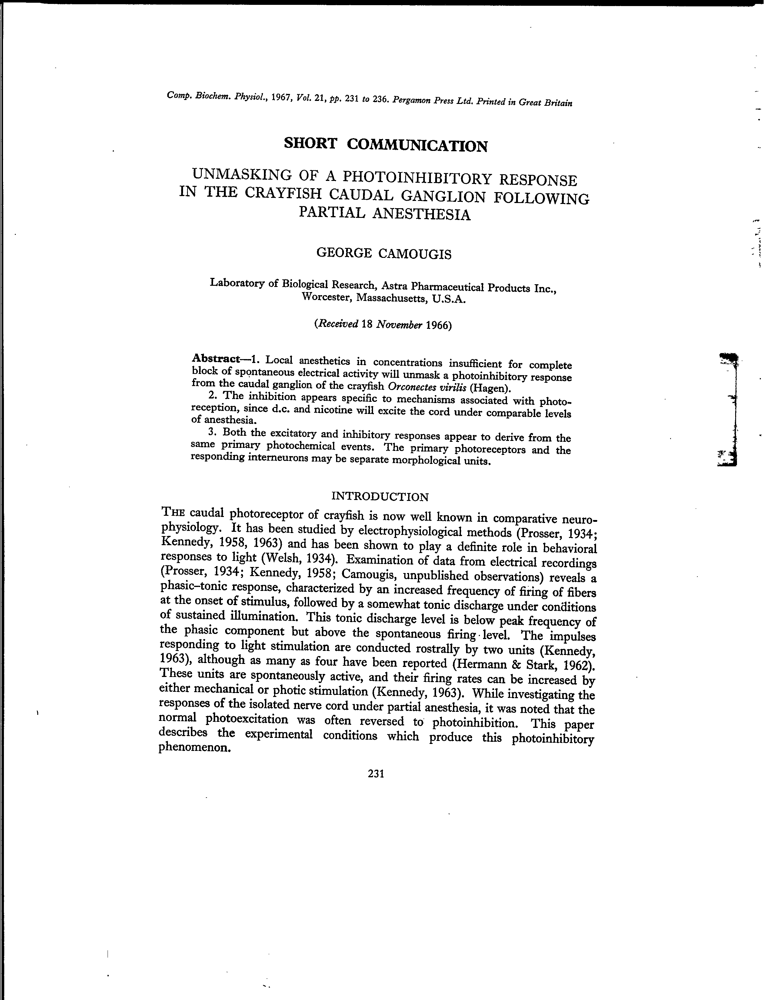 Comp. Biochem. Physiol., 1967, Vol. 21, pp. 231 to 236. Pergamon Press Ltd. Printed in Great Britain
SHORT COMMUNICATION
UNMASKING OF A PHOTOINHIBITORY RESPONSE
IN THE CRAYFISH CAUDAL GANGLION FOLLOWING
PARTIAL ANESTHESIA
GEORGE CAMOUGIS
Laboratory of Biological Research, Astra Pharmaceutical Products Inc.,
Worcester, Massachusetts, U.S.A.
(Received 18 November 1966)
Abstract—1. Local anesthetics in concentrations insufficient for complete
block of spontaneous electrical activity will unmask a photoinhibitory response
from the caudal ganglion of the crayfish Orconectes virilis (Hagen).
2. The inhibition appears specific to mechanisms associated with photo-
reception, since d.c. and nicotine will excite the cord under comparable levels
of anesthesia.
3. Both the excitatory and inhibitory responses appear to derive from the
same primary photochemical events. The primary photoreceptors and the
responding interneurons may be separate morphological units.
INTRODUCTION
THE caudal photoreceptor of crayfish is now well known in comparative neuro-
physiology. It has been studied by electrophysiological methods (Prosser, 1934;
Kennedy, 1958, 1963) and has been shown to play a definite role in behavioral
responses to light (Welsh, 1934). Examination of data from electrical recordings
(Prosser, 1934; Kennedy, 1958; Camougis, unpublished observations) reveals a
phasic–tonic response, characterized by an increased frequency of firing of fibers
at the onset of stimulus, followed by a somewhat tonic discharge under conditions
of sustained illumination. This tonic discharge level is below peak frequency of
the phasic component but above the spontaneous firing level. The impulses
responding to light stimulation are conducted rostrally by two units (Kennedy,
1963), although as many as four have been reported (Hermann & Stark, 1962).
These units are spontaneously active, and their firing rates can be increased by
either mechanical or photic stimulation (Kennedy, 1963). While investigating the
responses of the isolated nerve cord under partial anesthesia, it was noted that the
normal photoexcitation was often reversed to photoinhibition. This paper
describes the experimental conditions which produce this photoinhibitory
phenomenon.
231